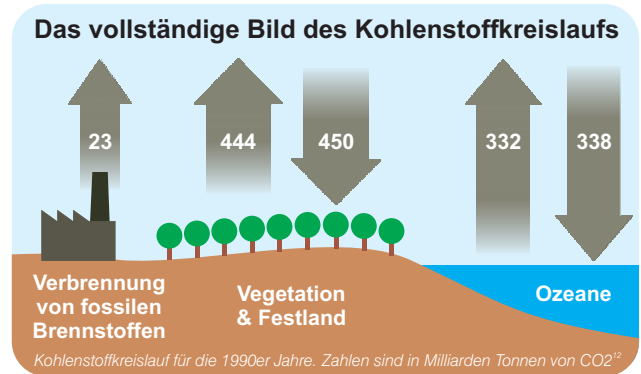 Das vollständige Bild des Kohlenstoffkreislaufs
23
444
450
332
338
Verbrennung
von fossilen
Brennstoffen
Vegetation
& Festland
Ozeane
Kohlenstoffkreislauf für die 1990er Jahre. Zahlen sind in Milliarden Tonnen von CO2¹²